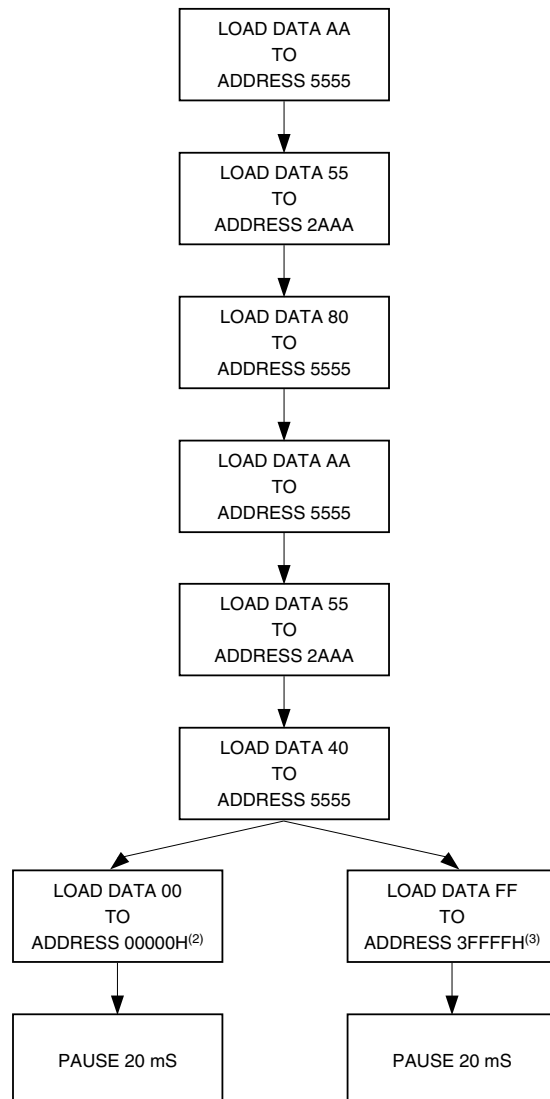 LOAD DATA AA
TO
ADDRESS 5555
LOAD DATA 55
TO
ADDRESS 2AAA
LOAD DATA 80
TO
ADDRESS 5555
LOAD DATA AA
TO
ADDRESS 5555
LOAD DATA 55
TO
ADDRESS 2AAA
LOAD DATA 40
TO
ADDRESS 5555
LOAD DATA 00
TO
ADDRESS 00000H(2)
LOAD DATA FF
TO
ADDRESS 3FFFFH(3)
PAUSE 20 mS
PAUSE 20 mS